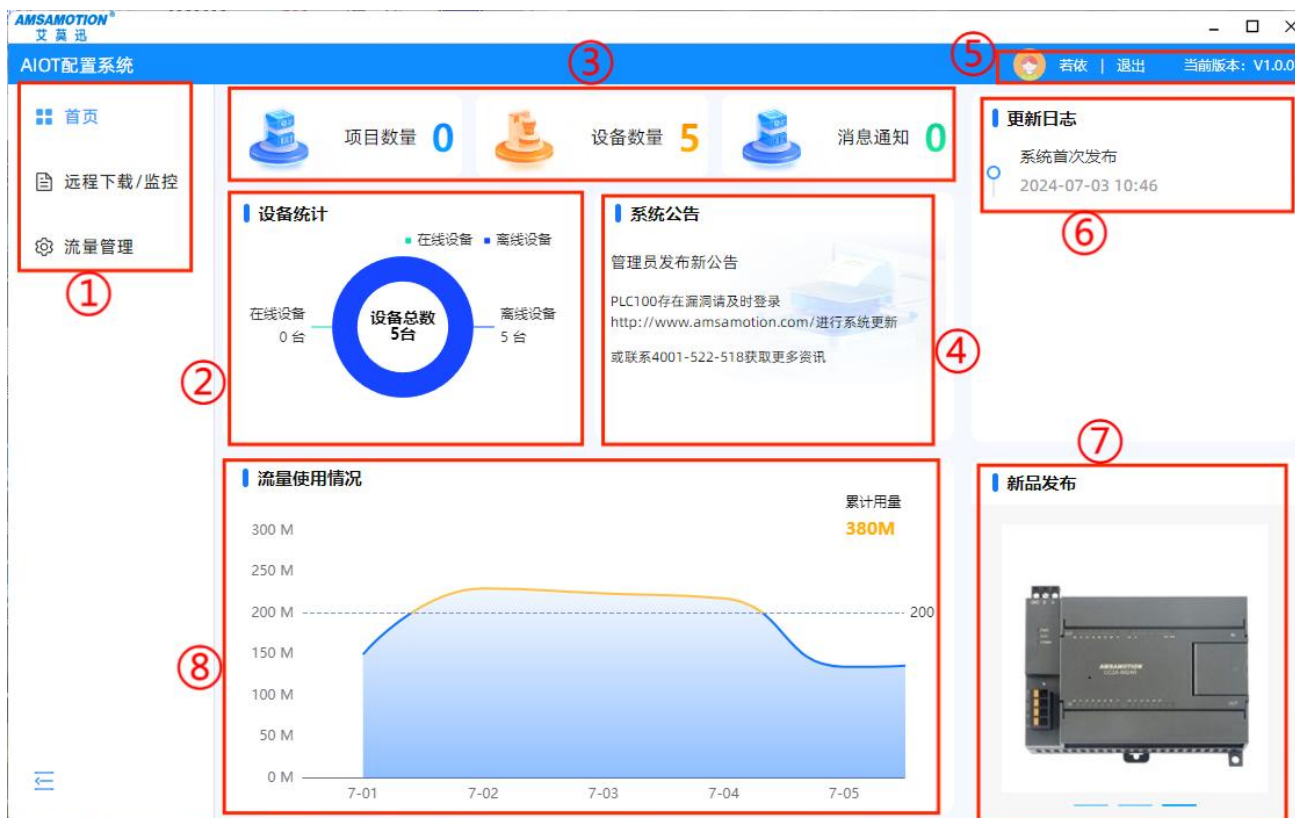 AMSAMOTION®
艾莫迅
AIOT配置系统
③
⑤
若依 | 退出 当前版本: V1.0.0
首页
远程下载/监控
流量管理
①
项目数量 0
设备数量 5
消息通知 0
更新日志
系统首次发布
2024-07-03 10:46
⑥
设备统计
在线设备 离线设备
在线设备
0 台
设备总数
5台
离线设备
5 台
②
系统公告
管理员发布新公告
PLC100存在漏洞请及时登录
http://www.amsamotion.com/进行系统更新
或联系4001-522-518获取更多资讯
④
⑦
流量使用情况
累计用量
380M
300 M
250 M
200 M
200
150 M
100 M
50 M
0 M
7-01 7-02 7-03 7-04 7-05
⑧
新品发布
AMSAMOTION